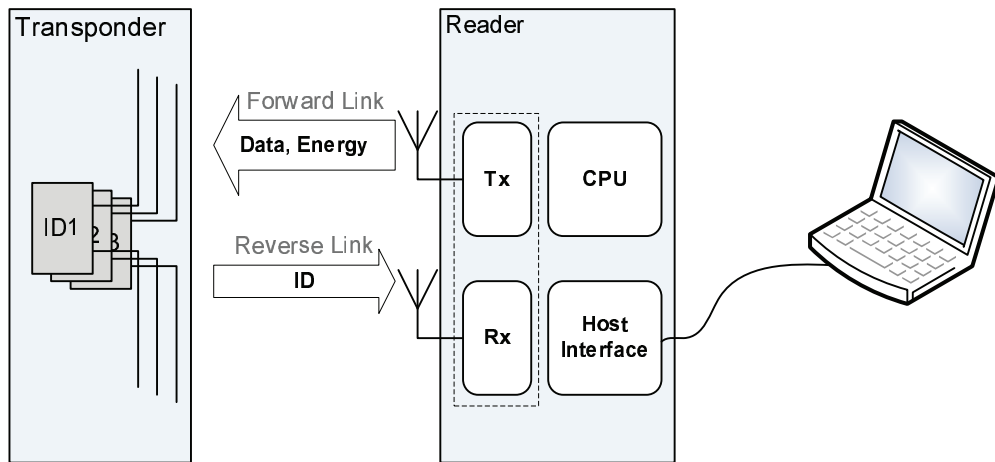 Transponder
Reader
Forward Link
Data, Energy
Tx
CPU
ID1
2
3
Reverse Link
ID
Rx
Host
Interface